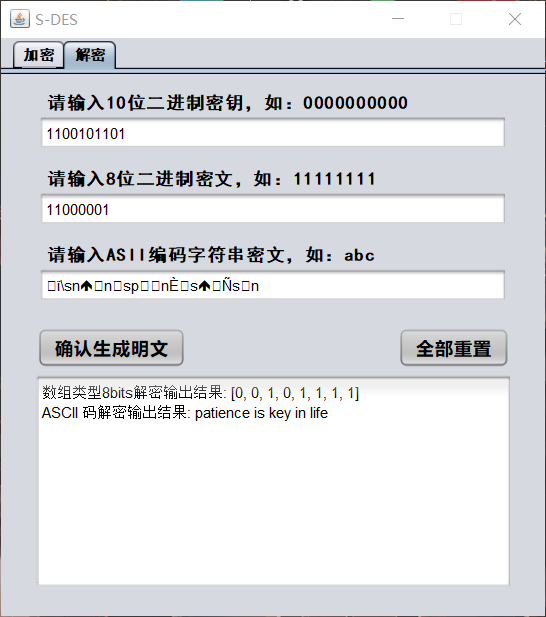 S-DES
加密 解密
请输入10位二进制密钥，如：0000000000
1100101101
请输入8位二进制密文，如：11111111
11000001
请输入ASII编码字符串密文，如：abc
□i\sn🡩□n□sp□□nÈ□s🡩□Ñs□n
确认生成明文 全部重置
数组类型8bits解密输出结果: [0, 0, 1, 0, 1, 1, 1, 1]
ASCII 码解密输出结果: patience is key in life